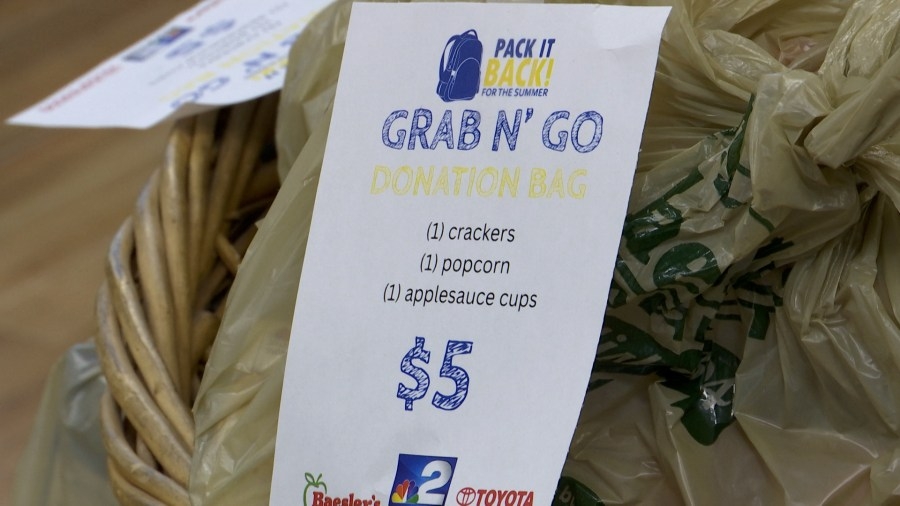 PACK IT
BACK!
FOR THE SUMMER
GRAB N' GO
DONATION BAG
(1) crackers
(1) popcorn
(1) applesauce cups
$5
Baesler's
2
TOYOTA